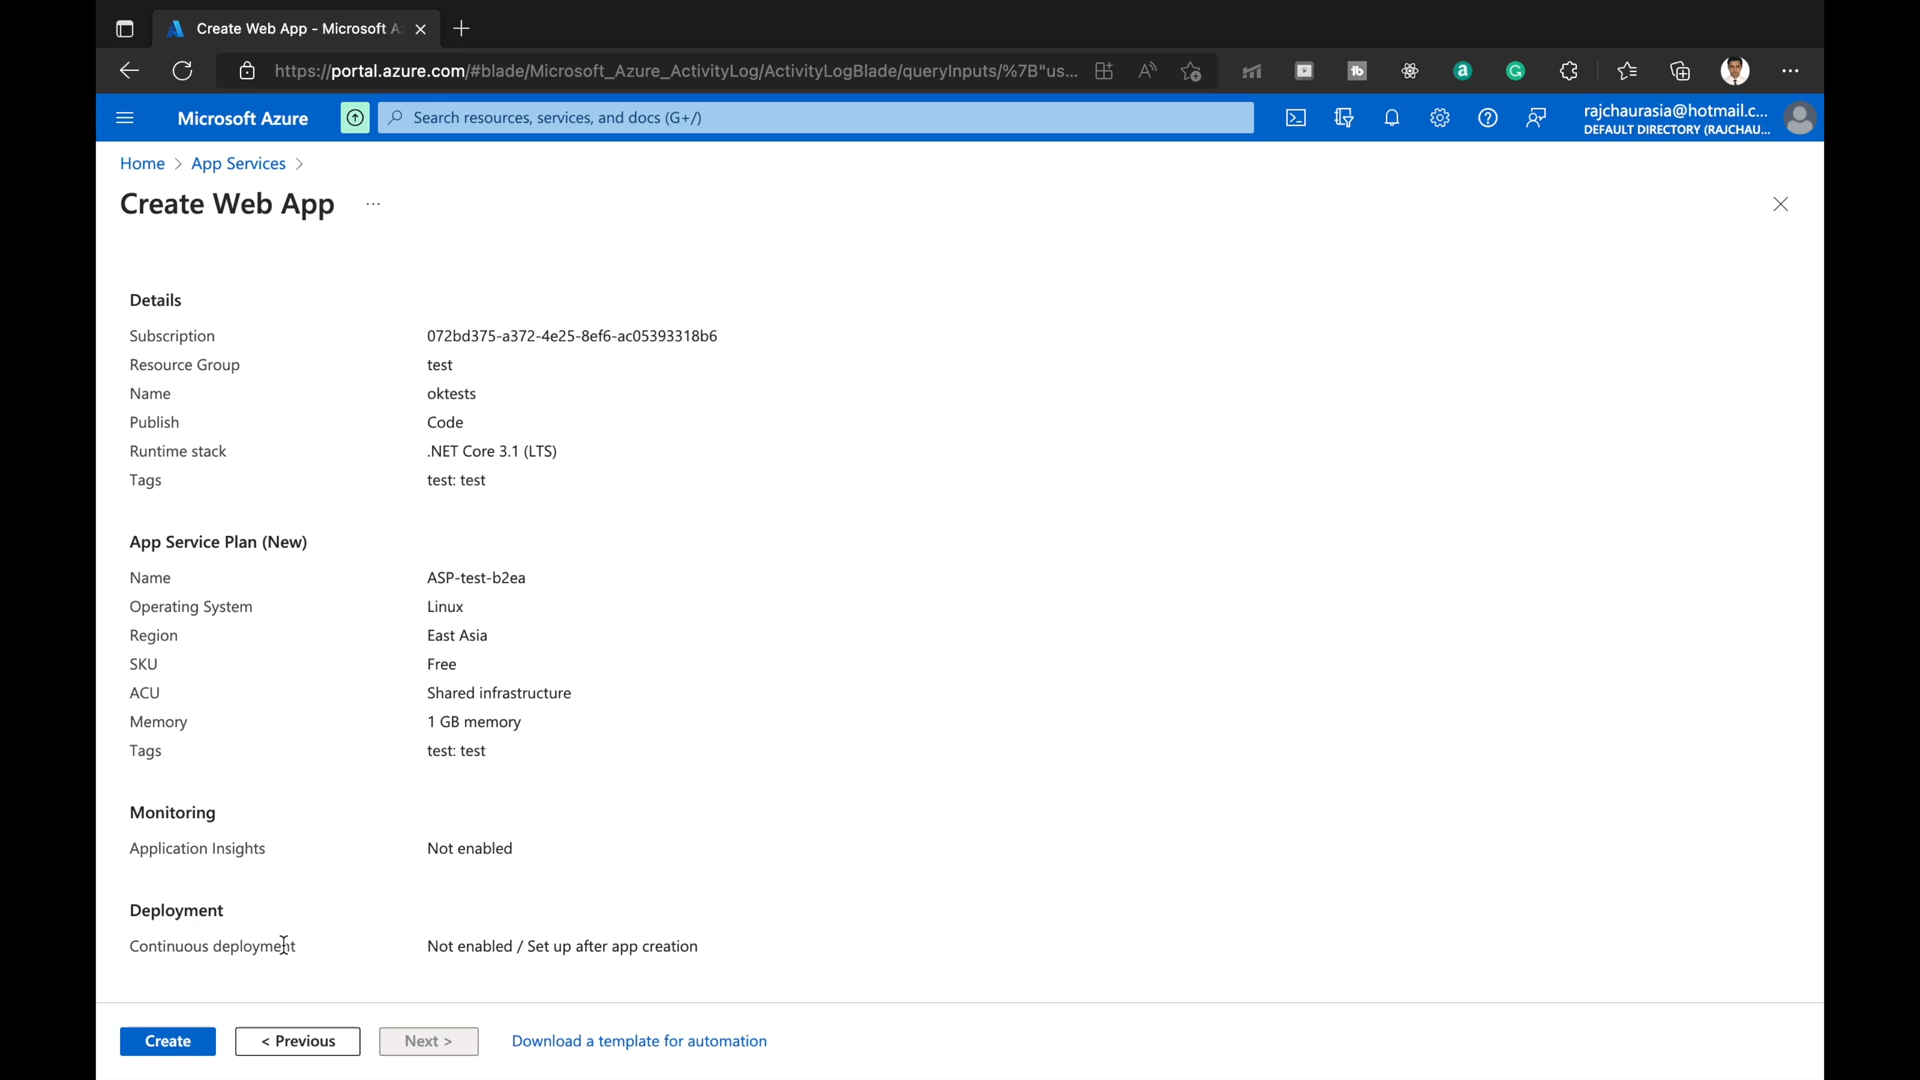 Create Web App - Microsoft A
https://portal.azure.com/#blade/Microsoft_Azure_ActivityLog/ActivityLogBlade/queryInputs/%7B"us...
Microsoft Azure
Search resources, services, and docs (G+/)
rajchaurasia@hotmail.c...
DEFAULT DIRECTORY (RAJCHAU...
Home > App Services >
Create Web App ...
Details
Subscription 072bd375-a372-4e25-8ef6-ac05393318b6
Resource Group test
Name oktests
Publish Code
Runtime stack .NET Core 3.1 (LTS)
Tags test: test
App Service Plan (New)
Name ASP-test-b2ea
Operating System Linux
Region East Asia
SKU Free
ACU Shared infrastructure
Memory 1 GB memory
Tags test: test
Monitoring
Application Insights Not enabled
Deployment
Continuous deployment Not enabled / Set up after app creation
Create < Previous Next > Download a template for automation